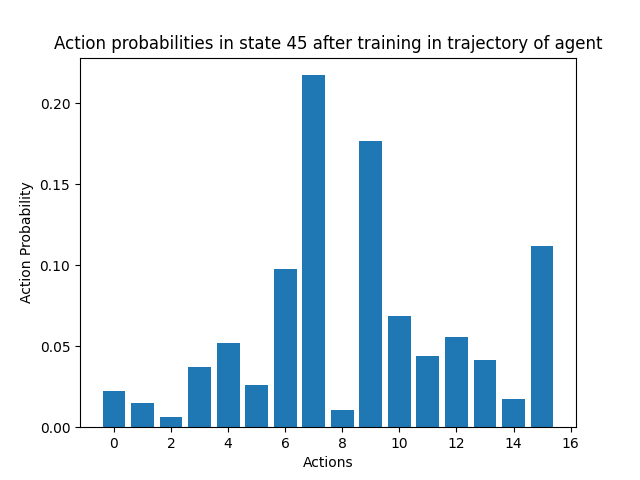 Action probabilities in state 45 after training in trajectory of agent
0.20
0.15
0.10
0.05
0.00
Action Probability
0 2 4 6 8 10 12 14 16
Actions